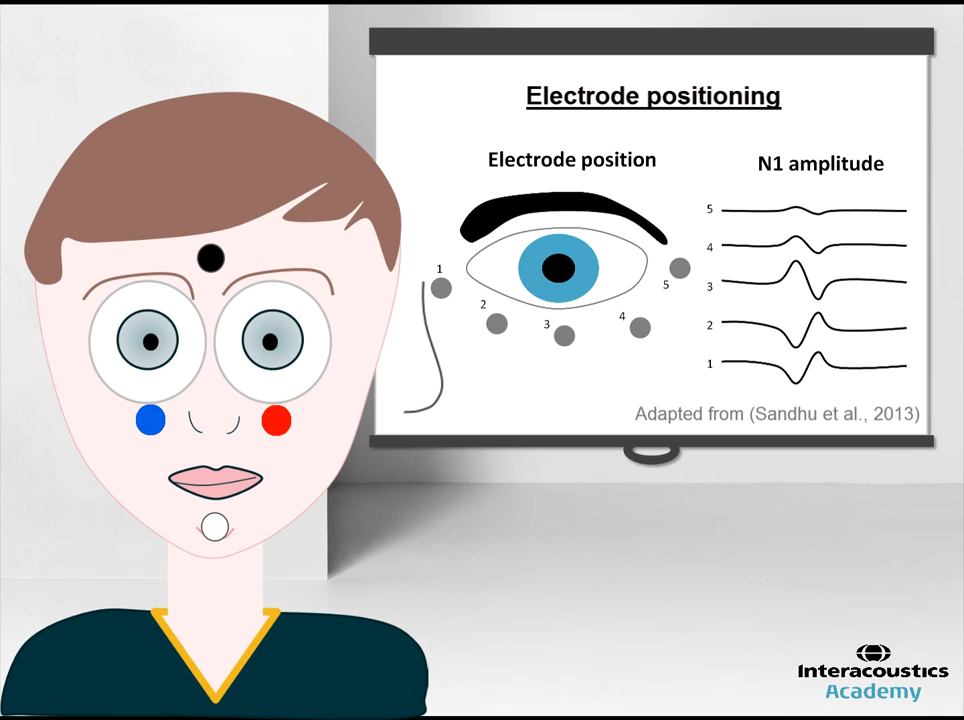 Electrode positioning
Electrode position
N1 amplitude
1
2
3
4
5
5
4
3
2
1
Adapted from (Sandhu et al., 2013)
Interacoustics
Academy